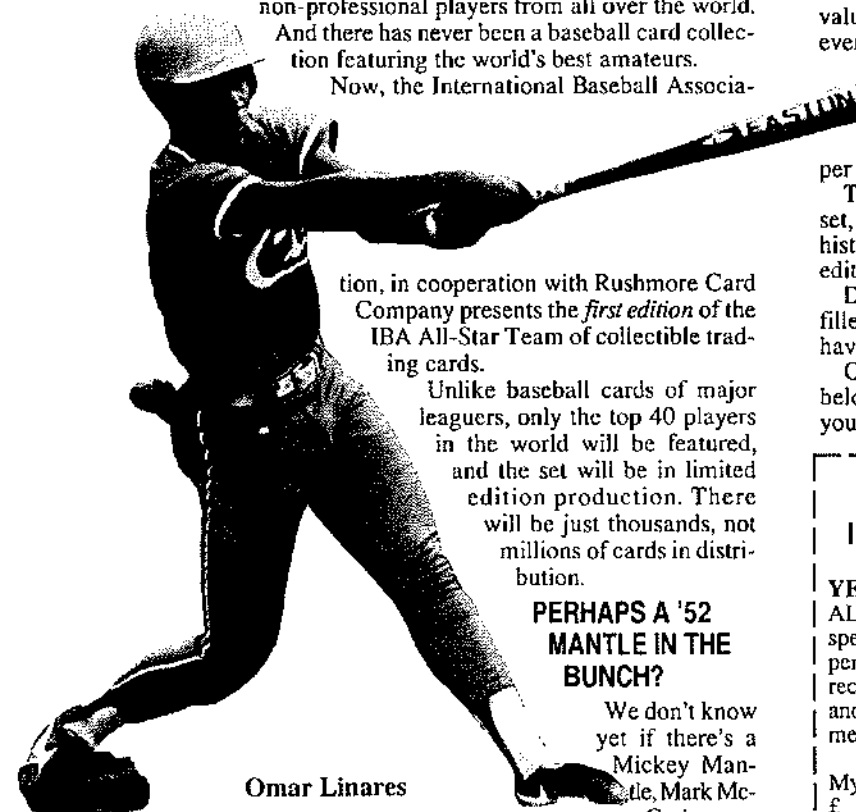 non-professional players from all over the world.
And there has never been a baseball card collec-
tion featuring the world's best amateurs.
Now, the International Baseball Associa-
EASTON
tion, in cooperation with Rushmore Card
Company presents the first edition of the
IBA All-Star Team of collectible trad-
ing cards.
Unlike baseball cards of major
leaguers, only the top 40 players
in the world will be featured,
and the set will be in limited
edition production. There
will be just thousands, not
millions of cards in distri-
bution.
PERHAPS A '52
MANTLE IN THE
BUNCH?
We don't know
yet if there's a
Mickey Man-
tle, Mark Mc-
Omar Linares
per
set,
hist
edit
fille
hav
belo
you
YE
AL
spe
per
rec
and
me
My